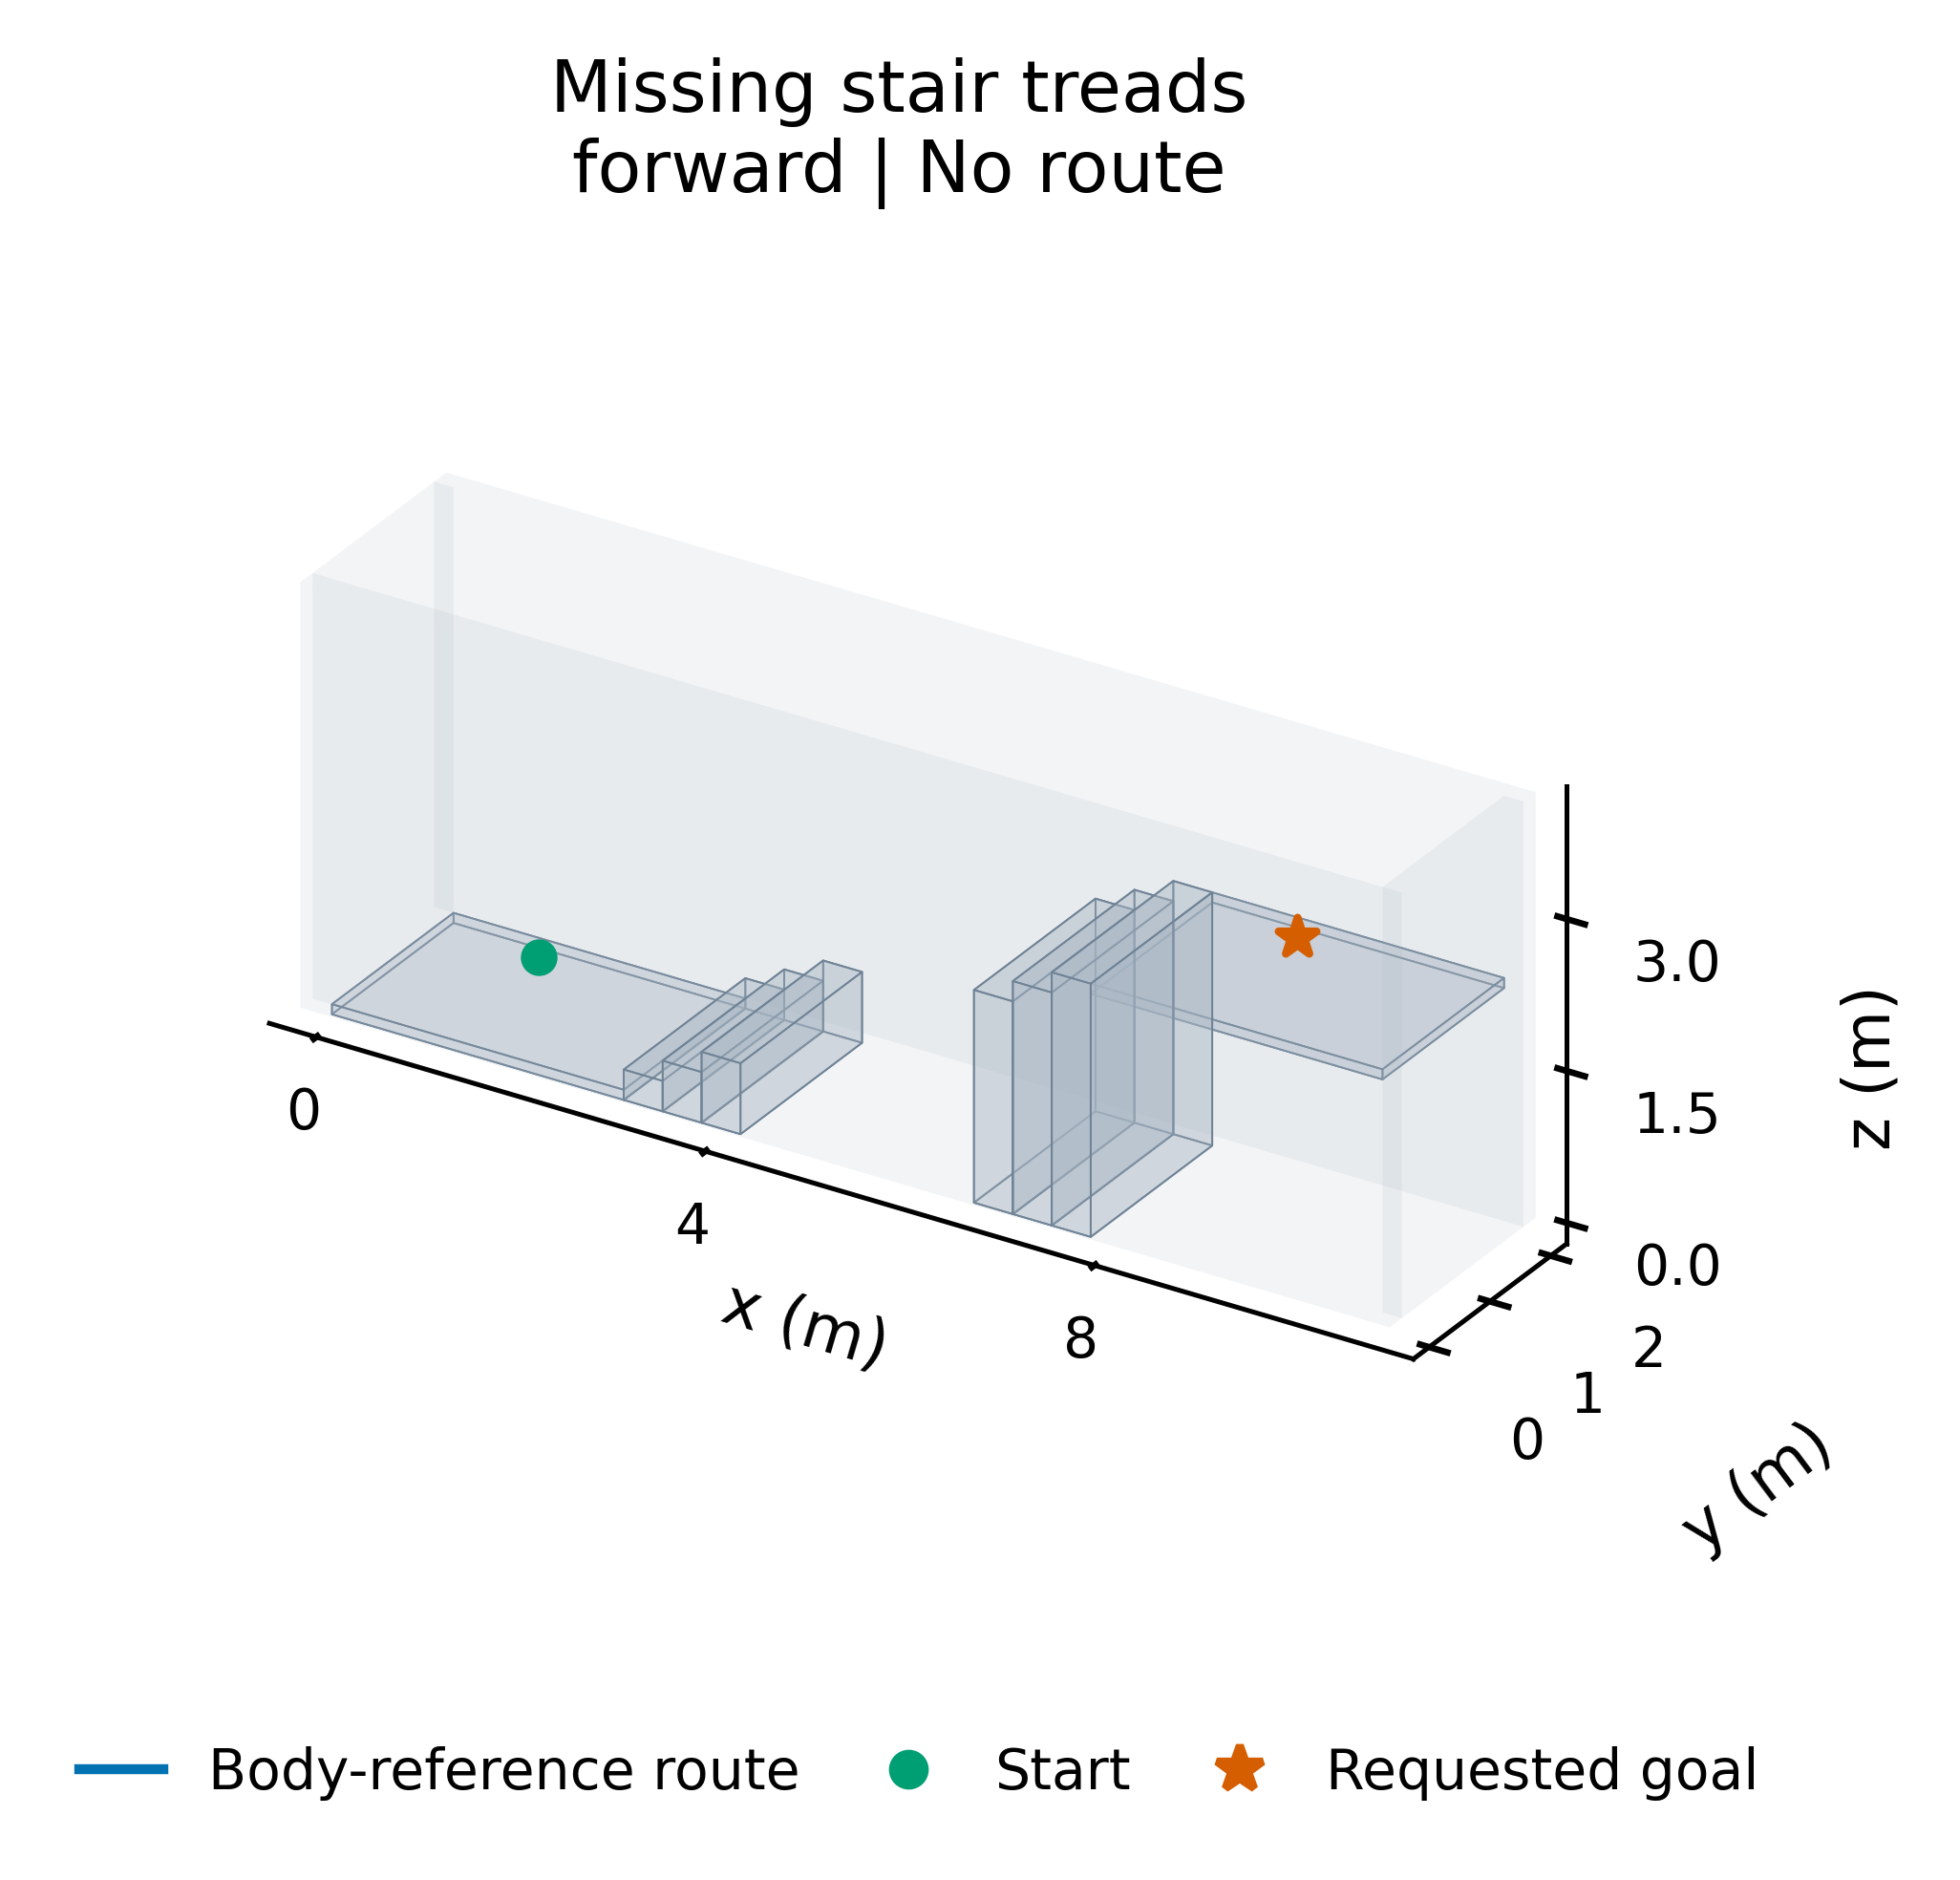 Missing stair treads
forward | No route
0
4
8
x (m)
0
1
2
y (m)
0.0
1.5
3.0
z (m)
Body-reference route
Start
Requested goal